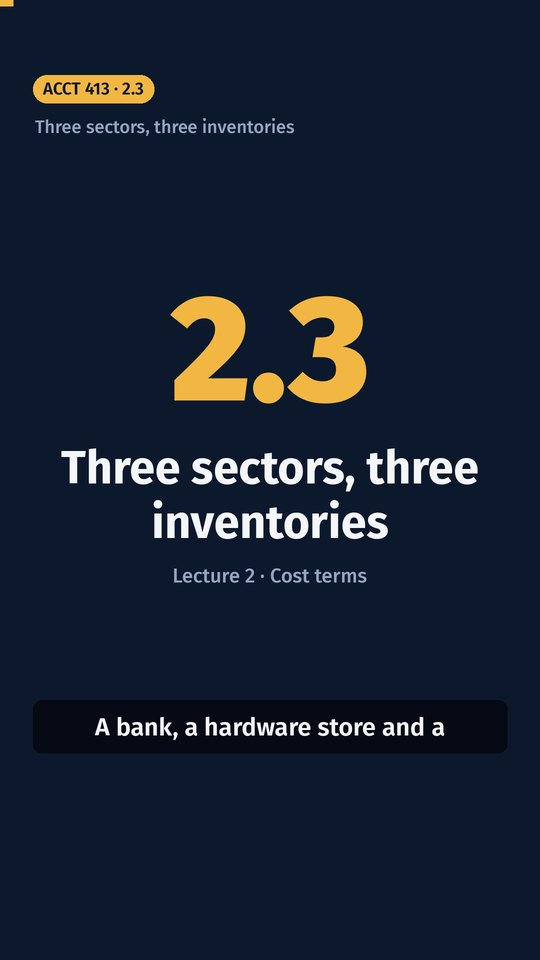 ACCT 413 · 2.3
Three sectors, three inventories
2.3
Three sectors, three
inventories
Lecture 2 · Cost terms
A bank, a hardware store and a